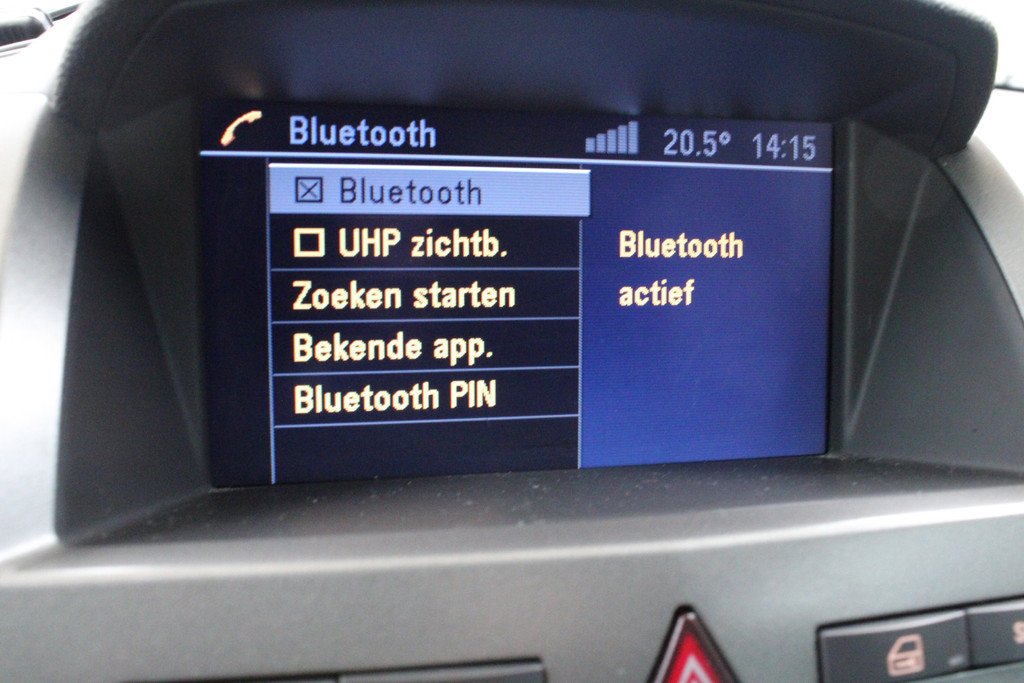 Bluetooth 20.5° 14:15
Bluetooth
UHP zichtb.
Zoeken starten
Bekende app.
Bluetooth PIN
Bluetooth
actief